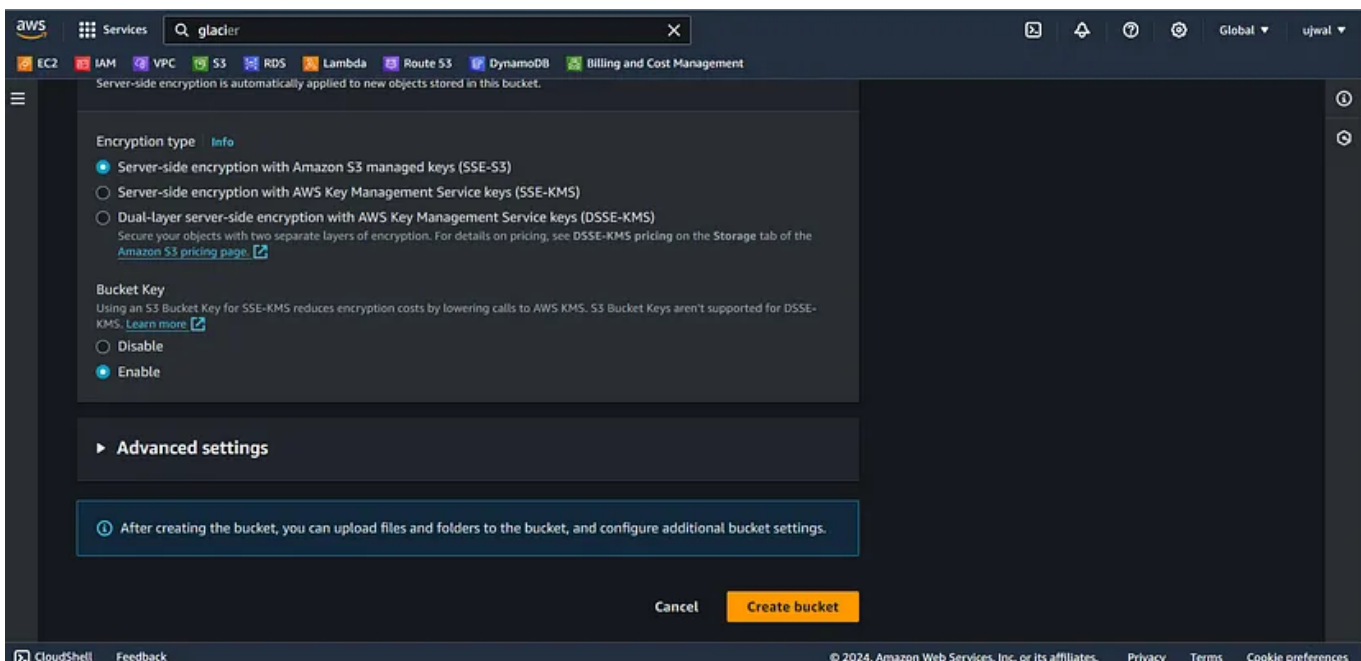 aws
Services
glacier
Global
ujwal
EC2 IAM VPC S3 RDS Lambda Route 53 DynamoDB Billing and Cost Management
Server-side encryption is automatically applied to new objects stored in this bucket.
Encryption type Info
Server-side encryption with Amazon S3 managed keys (SSE-S3)
Server-side encryption with AWS Key Management Service keys (SSE-KMS)
Dual-layer server-side encryption with AWS Key Management Service keys (DSSE-KMS)
Secure your objects with two separate layers of encryption. For details on pricing, see DSSE-KMS pricing on the Storage tab of the
Amazon S3 pricing page.
Bucket Key
Using an S3 Bucket Key for SSE-KMS reduces encryption costs by lowering calls to AWS KMS. S3 Bucket Keys aren't supported for DSSE-
KMS. Learn more
Disable
Enable
Advanced settings
After creating the bucket, you can upload files and folders to the bucket, and configure additional bucket settings.
Cancel Create bucket
CloudShell Feedback © 2024, Amazon Web Services, Inc. or its affiliates. Privacy Terms Cookie preferences